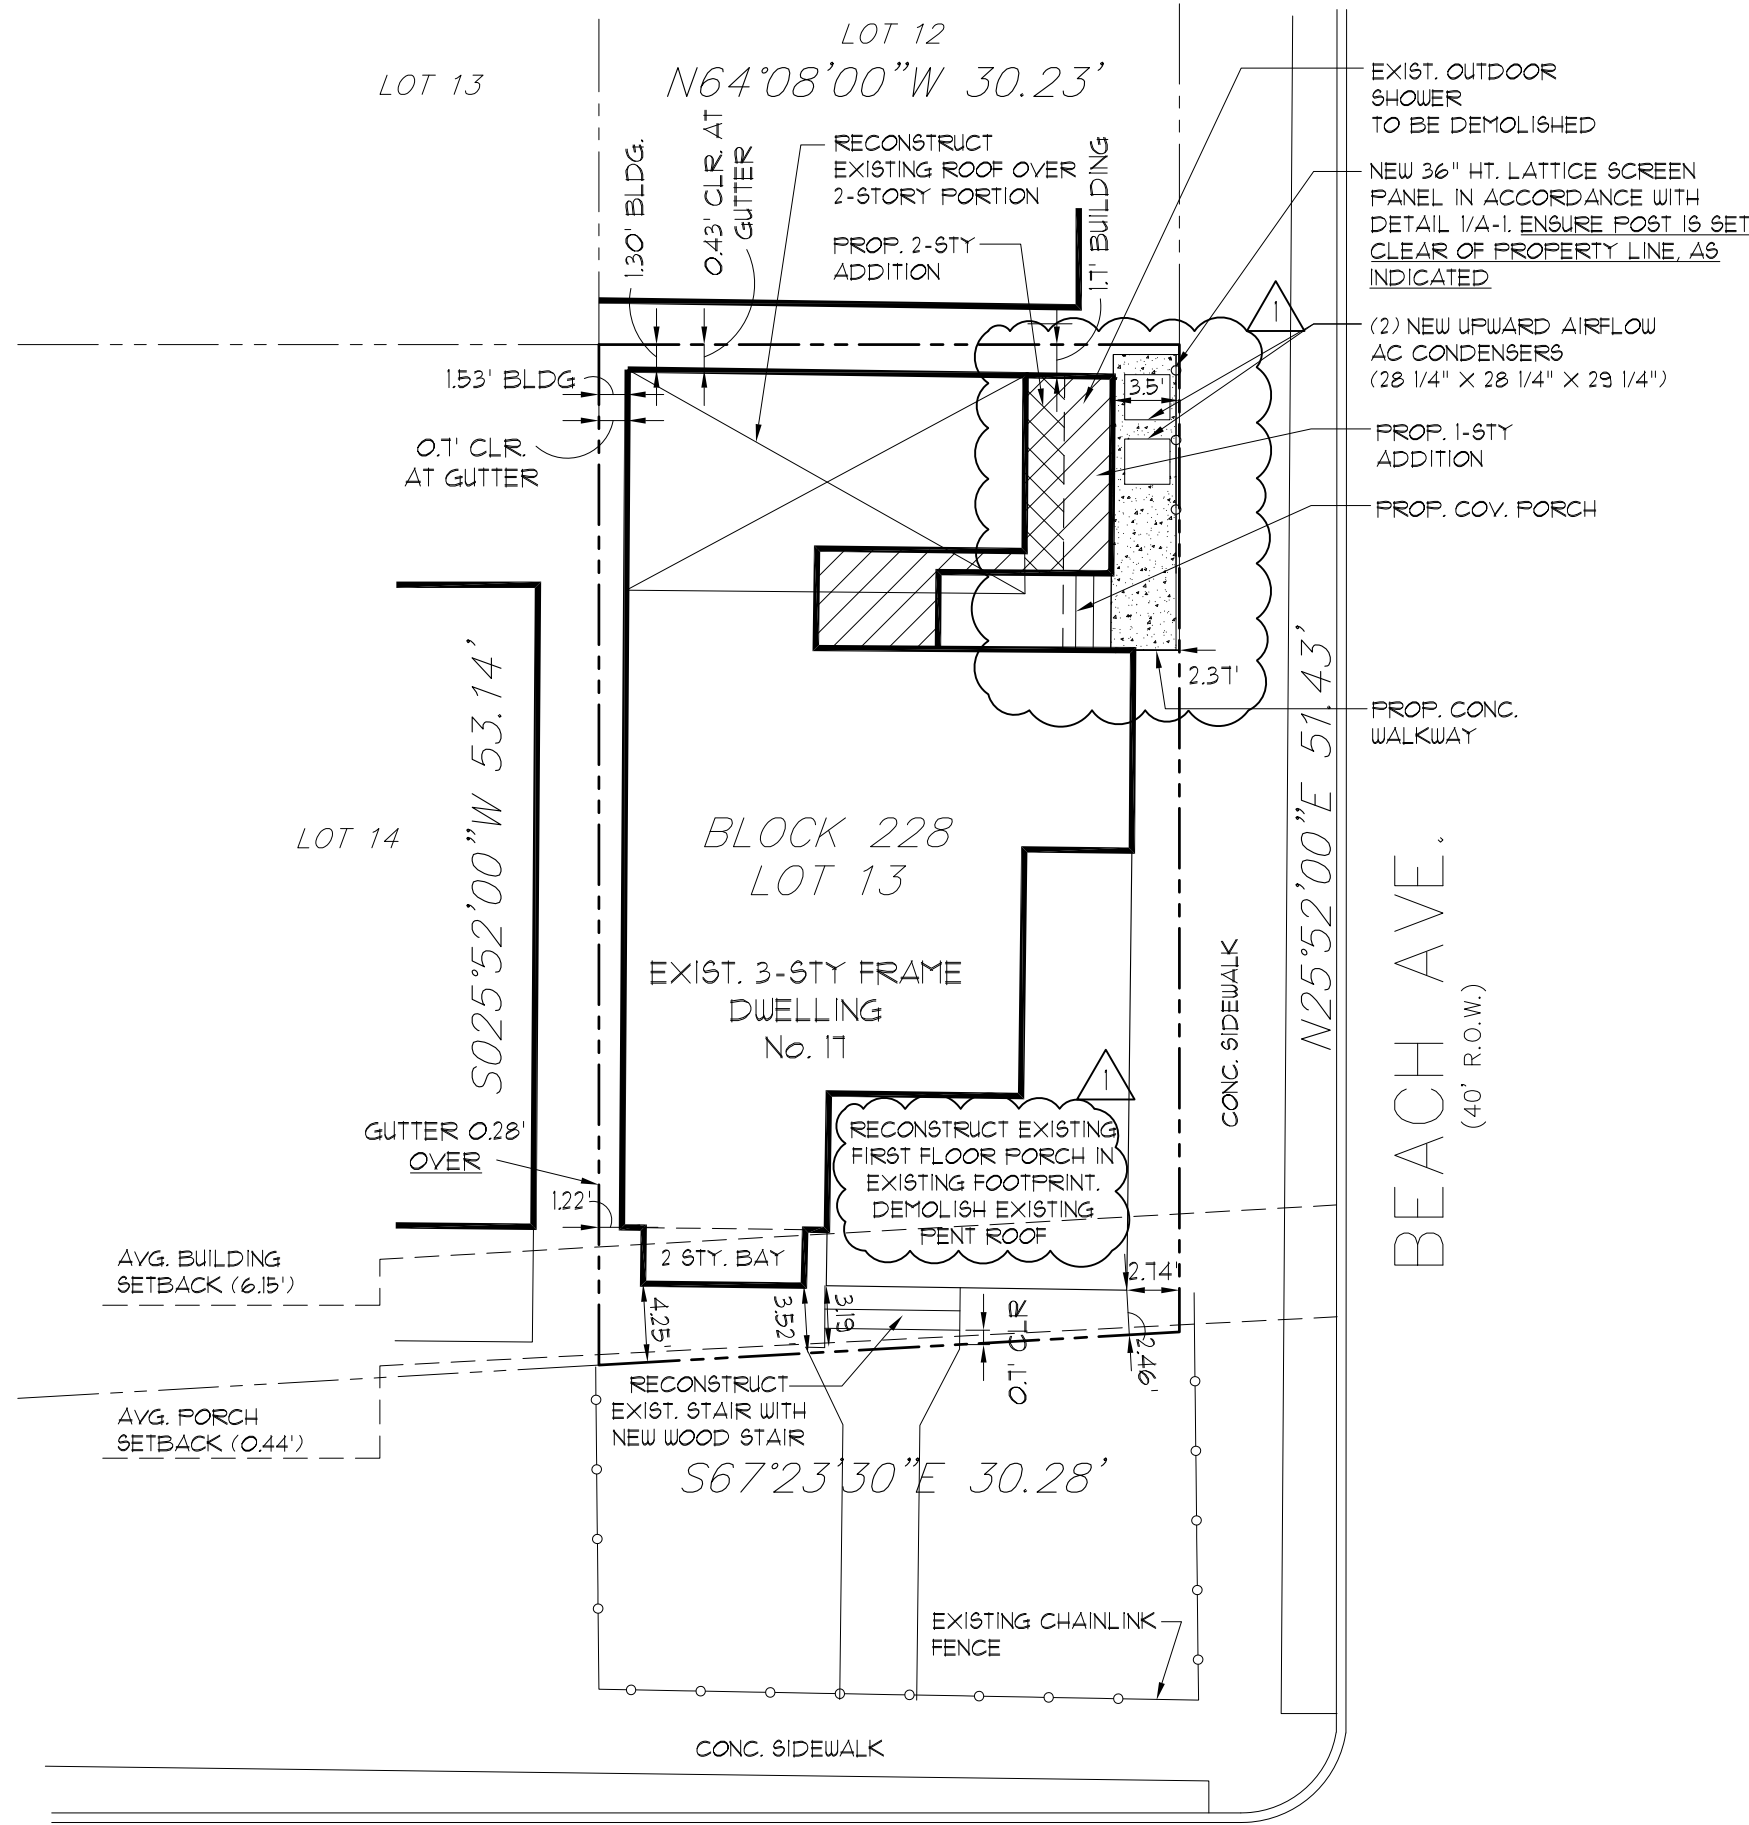 LOT 12
LOT 13
N64°08'00"W 30.23'
EXIST. OUTDOOR
SHOWER
TO BE DEMOLISHED
RECONSTRUCT
EXISTING ROOF OVER
2-STORY PORTION
1.30' BLDG.
0.43' CLR. AT
GUTTER
1.7' BUILDING
NEW 36" HT. LATTICE SCREEN
PANEL IN ACCORDANCE WITH
DETAIL 1/A-1. ENSURE POST IS SET
CLEAR OF PROPERTY LINE, AS
INDICATED
PROP. 2-STY
ADDITION
1
(2) NEW UPWARD AIRFLOW
AC CONDENSERS
(28 1/4" X 28 1/4" X 29 1/4")
1.53' BLDG
3.5'
0.7' CLR.
AT GUTTER
PROP. 1-STY
ADDITION
PROP. COV. PORCH
2.37'
PROP. CONC.
WALKWAY
S025°52'00"W 53.14'
N25°52'00"E 51.43'
LOT 14
BLOCK 228
LOT 13
EXIST. 3-STY FRAME
DWELLING
No. 17
CONC. SIDEWALK
BEACH AVE.
(40' R.O.W.)
1
GUTTER 0.28'
OVER
RECONSTRUCT EXISTING
FIRST FLOOR PORCH IN
EXISTING FOOTPRINT.
DEMOLISH EXISTING
PENT ROOF
1.22'
AVG. BUILDING
SETBACK (6.15')
2 STY. BAY
2.74'
4.25'
3.52'
3.19
0.7' CLR
2.46'
RECONSTRUCT
EXIST. STAIR WITH
NEW WOOD STAIR
AVG. PORCH
SETBACK (0.44')
S67°23'30"E 30.28'
EXISTING CHAINLINK
FENCE
CONC. SIDEWALK